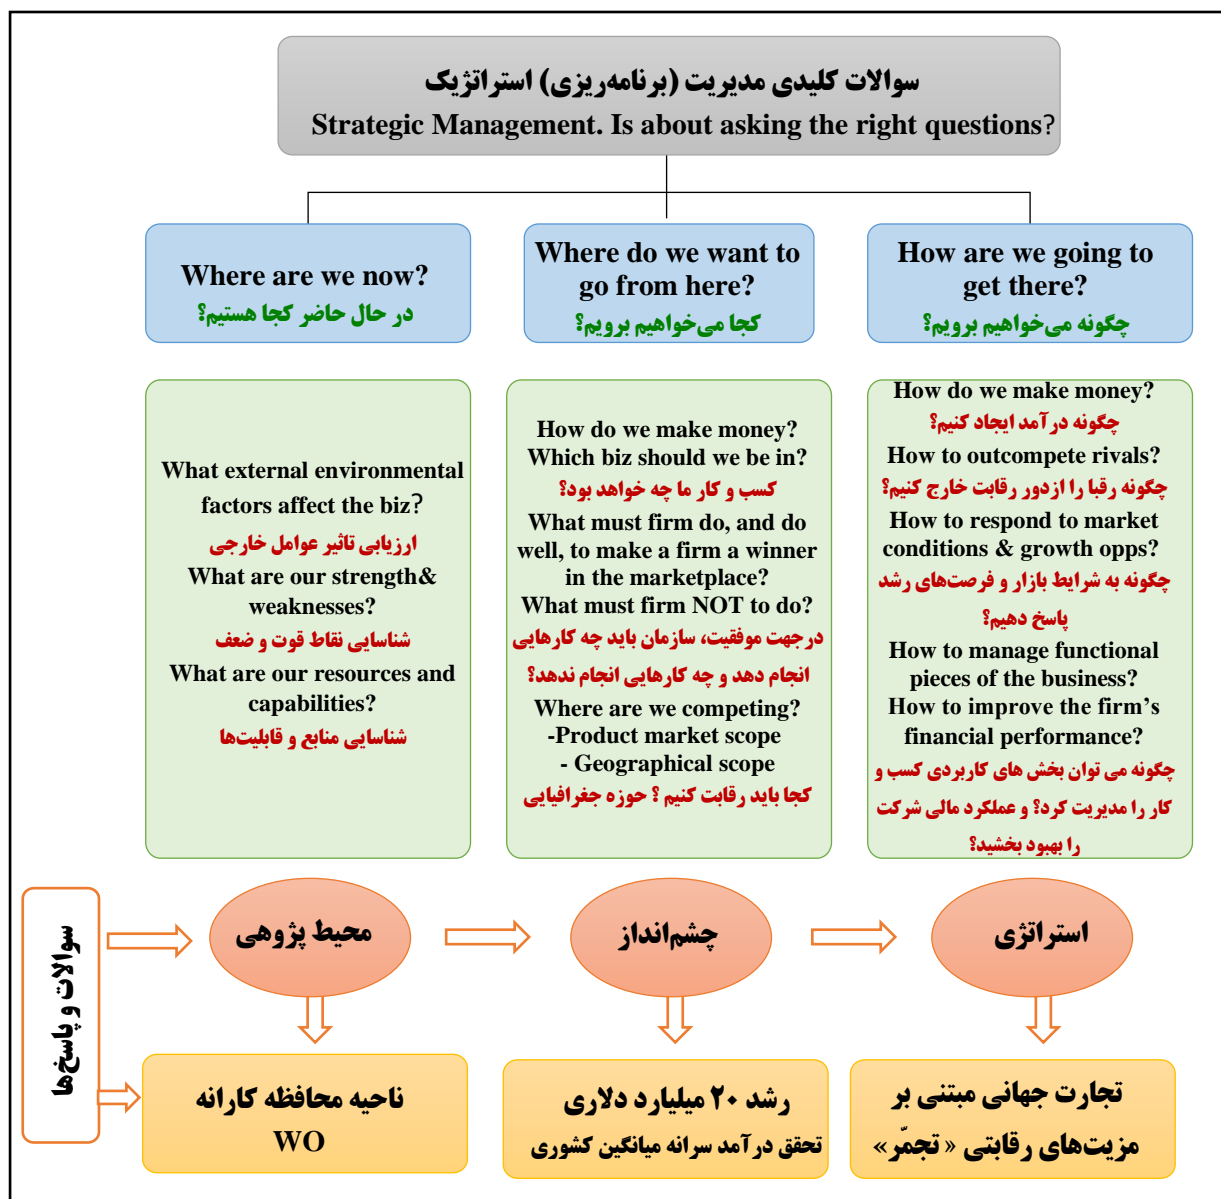 سوالات کلیدی مدیریت (برنامه‌ریزی) استراتژیک
Strategic Management. Is about asking the right questions?
Where are we now?
در حال حاضر کجا هستیم؟
Where do we want to
go from here?
کجا می‌خواهیم برویم؟
How are we going to
get there?
چگونه می‌خواهیم برویم؟
What external environmental
factors affect the biz?
ارزیابی تاثیر عوامل خارجی
What are our strength&
weaknesses?
شناسایی نقاط قوت و ضعف
What are our resources and
capabilities?
شناسایی منابع و قابلیت‌ها
How do we make money?
Which biz should we be in?
کسب و کار ما چه خواهد بود؟
What must firm do, and do
well, to make a firm a winner
in the marketplace?
What must firm NOT to do?
درجهت موفقیت، سازمان باید چه کارهایی
انجام دهد و چه کارهایی انجام ندهد؟
Where are we competing?
-Product market scope
- Geographical scope
کجا باید رقابت کنیم ؟ حوزه جغرافیایی
How do we make money?
چگونه درآمد ایجاد کنیم؟
How to outcompete rivals?
چگونه رقبا را ازدور رقابت خارج کنیم؟
How to respond to market
conditions & growth opps?
چگونه به شرایط بازار و فرصت‌های رشد
پاسخ دهیم؟
How to manage functional
pieces of the business?
How to improve the firm's
financial performance?
چگونه می توان بخش های کاربردی کسب و
کار را مدیریت کرد؟ و عملکرد مالی شرکت
را بهبود بخشید؟
سوالات و پاسخ‌ها
محیط پژوهی
چشم‌انداز
استراتژی
ناحیه محافظه کارانه
WO
رشد ۲۰ میلیارد دلاری
تحقق درآمد سرانه میانگین کشوری
تجارت جهانی مبتنی بر
مزیت‌های رقابتی « تجمّر»